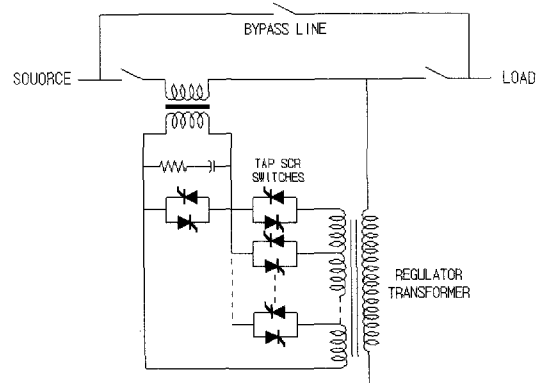 BYPASS LINE
SOUORCE
LOAD
TAP SCR
SWITCHES
REGULATOR
TRANSFORMER